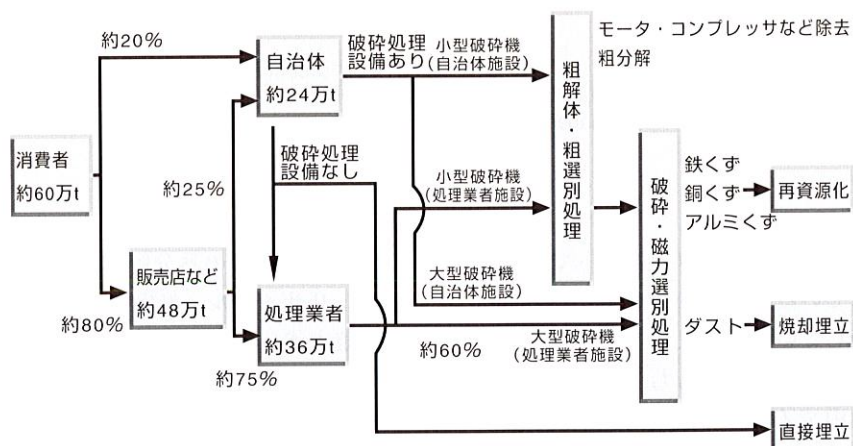 約20%
自治体
約24万t
破砕処理
設備あり
小型破砕機
(自治体施設)
モータ・コンプレッサなど除去
粗分解
粗解体・粗選別処理
消費者
約60万t
約25%
破砕処理
設備なし
小型破砕機
(処理業者施設)
破砕・磁力選別処理
鉄くず
銅くず
アルミくず
再資源化
販売店など
約48万t
約80%
処理業者
約36万t
約75%
大型破砕機
(自治体施設)
約60%
大型破砕機
(処理業者施設)
ダスト
焼却埋立
直接埋立